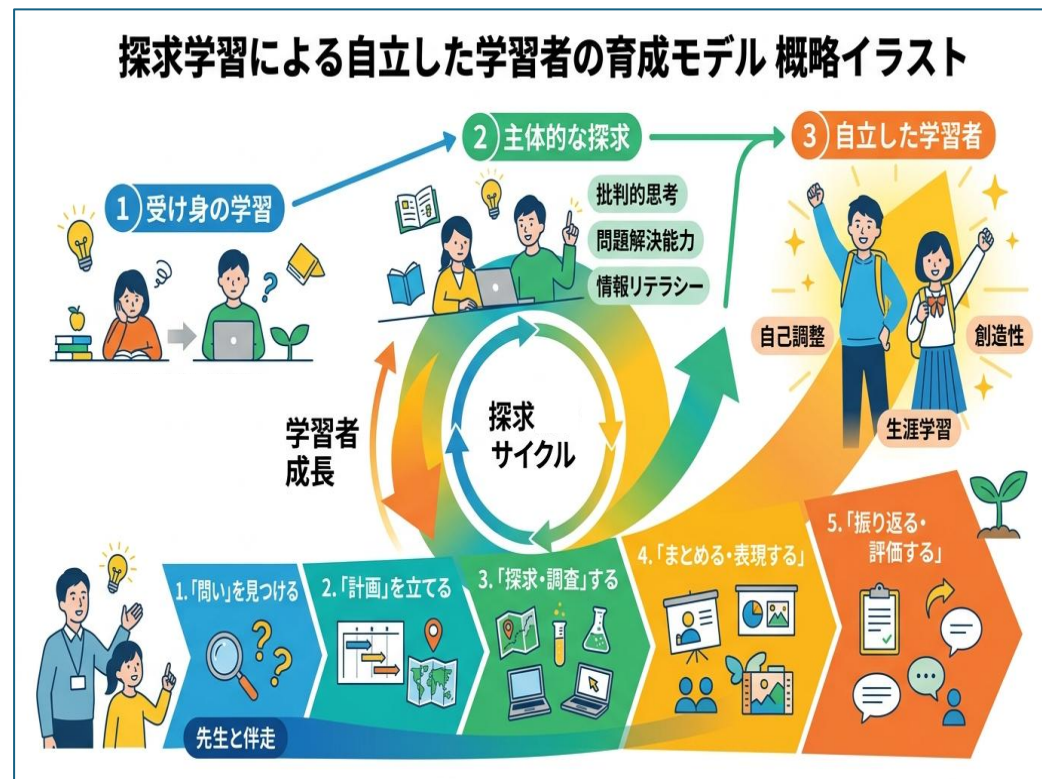 探求学習による自立した学習者の育成モデル 概略イラスト
1 受け身の学習
2 主体的な探求
3 自立した学習者
批判的思考
問題解決能力
情報リテラシー
自己調整
創造性
生涯学習
学習者
成長
探求
サイクル
1.「問い」を見つける
2.「計画」を立てる
3.「探求・調査」する
4.「まとめる・表現する」
5.「振り返る・
評価する」
先生と伴走